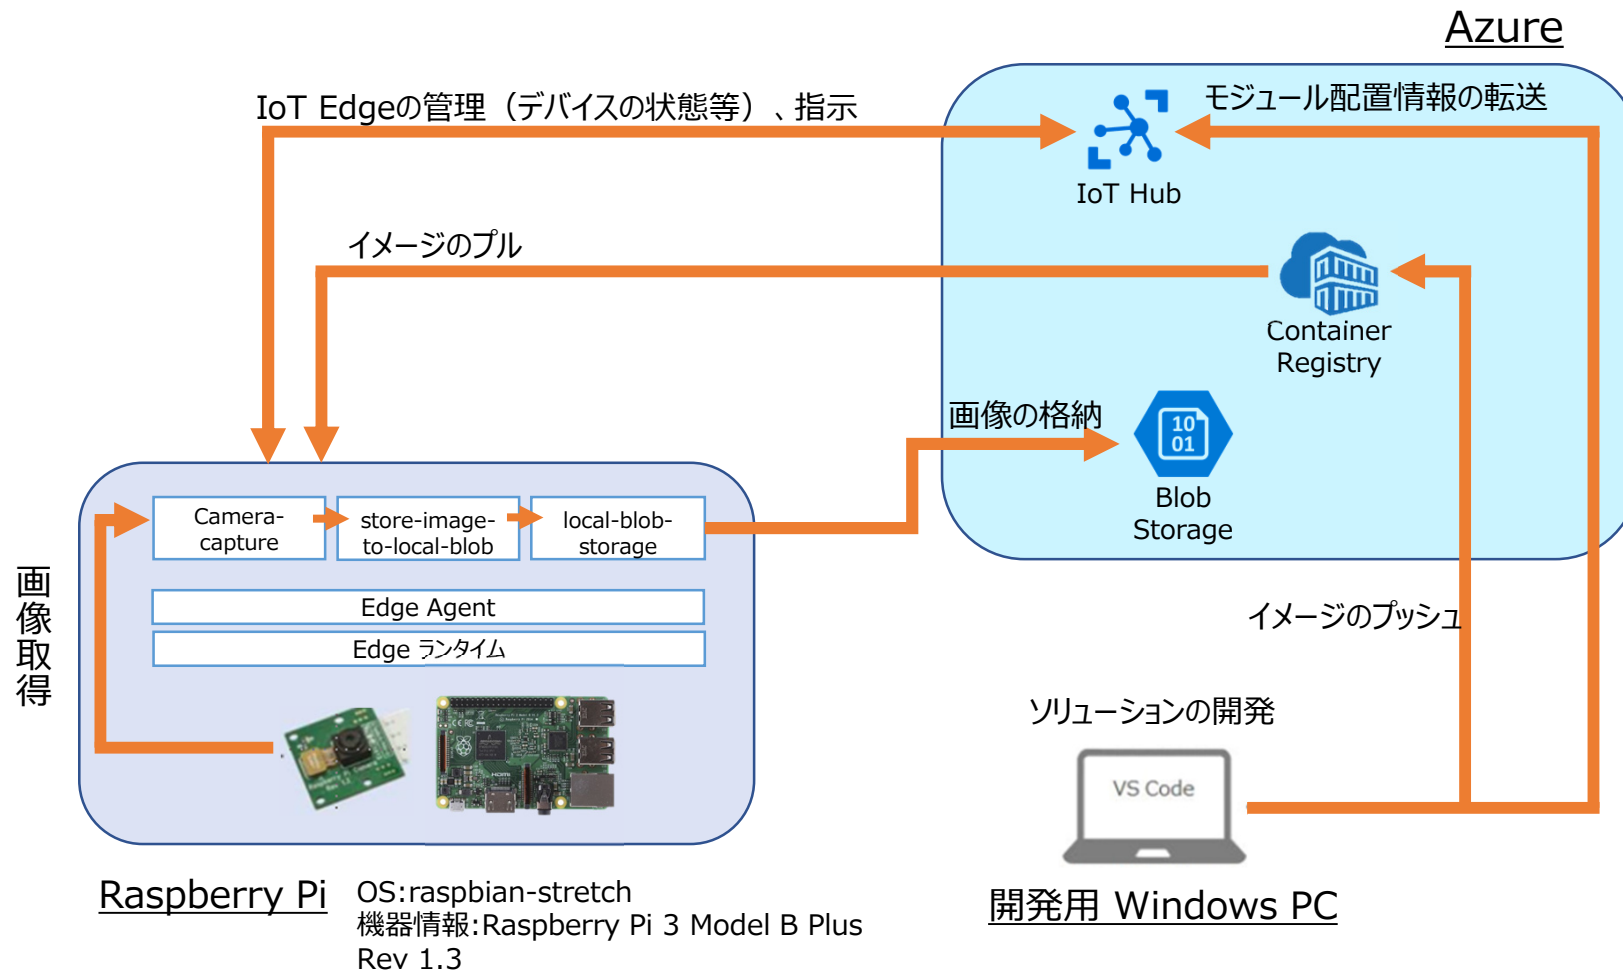 Azure
IoT Edgeの管理（デバイスの状態等）、指示
モジュール配置情報の転送
IoT Hub
イメージのプル
Container
Registry
画像の格納
10
01
Blob
Storage
Camera-
capture
store-image-
to-local-blob
local-blob-
storage
Edge Agent
Edge ランタイム
画像取得
イメージのプッシュ
ソリューションの開発
VS Code
Raspberry Pi
OS:raspbian-stretch
機器情報:Raspberry Pi 3 Model B Plus
Rev 1.3
開発用 Windows PC